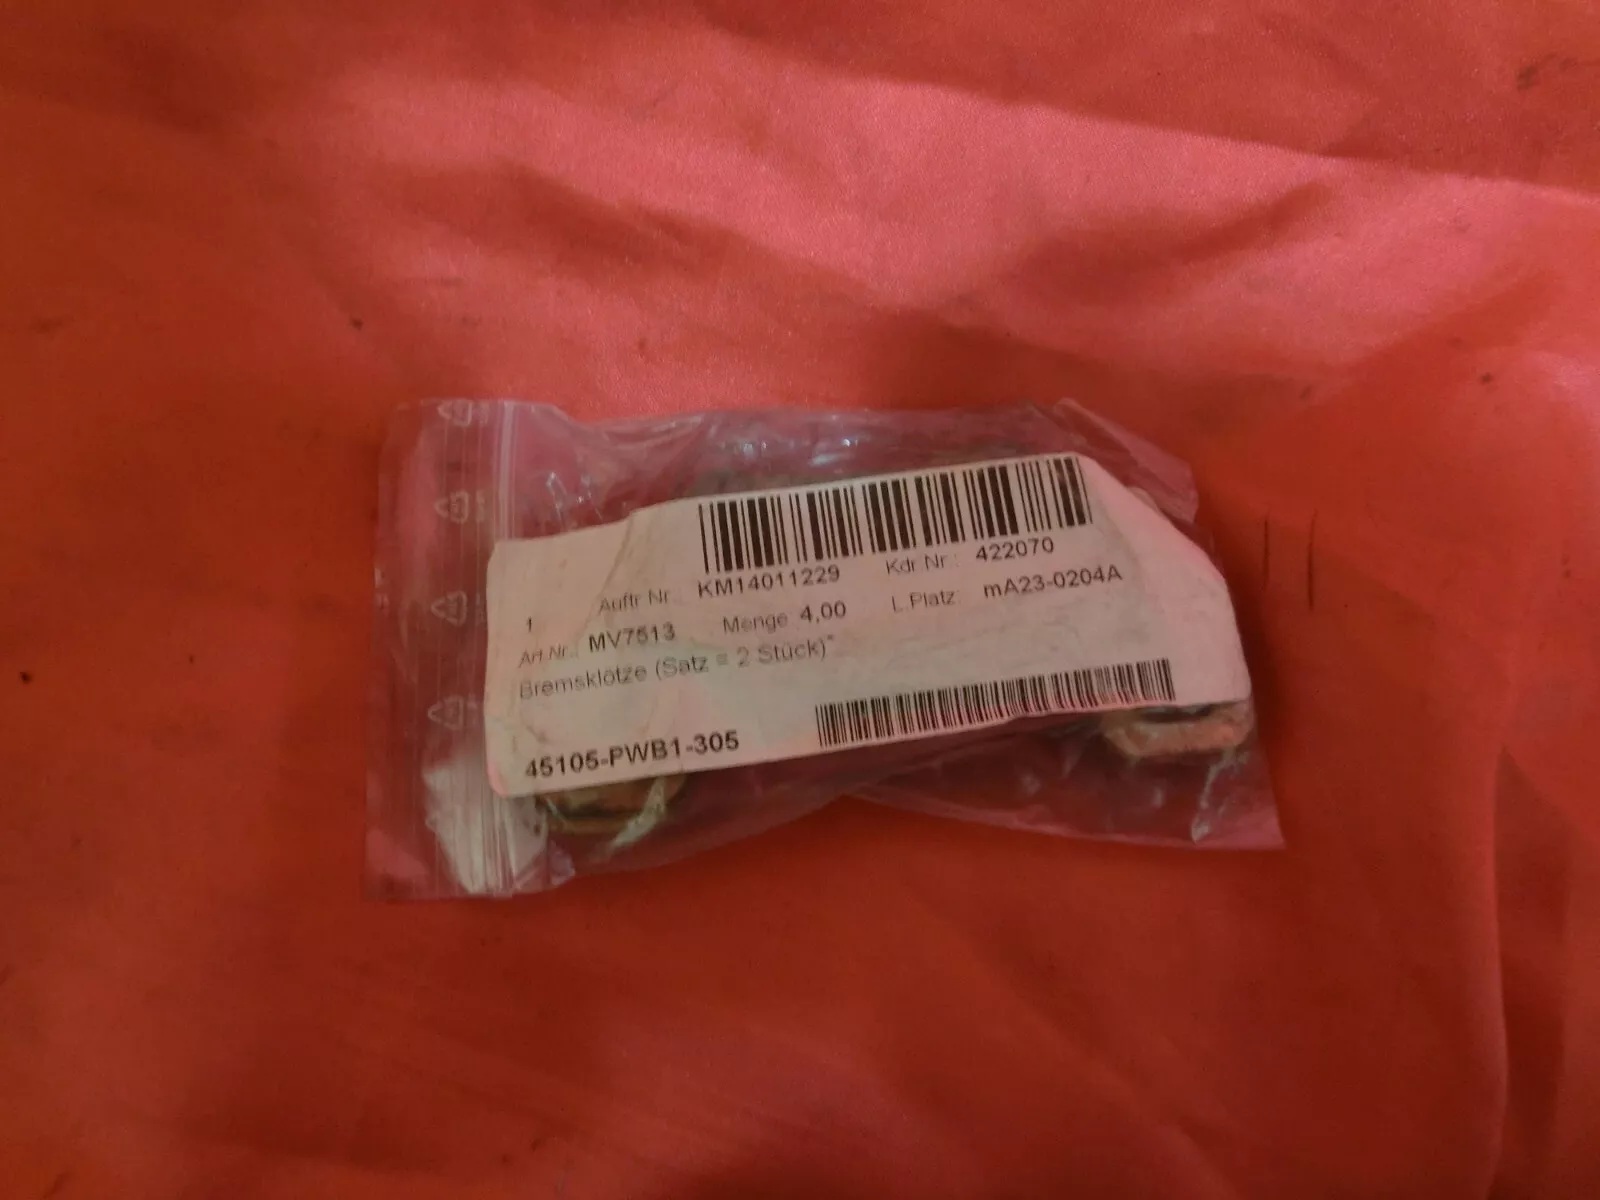 1 Auftr Nr.: KM14011229 Kdr Nr.: 422070
Art.Nr.: MV7513 Menge 4,00 L.Platz: mA23-0204A
Bremsklötze (Satz = 2 Stück)*
45105-PWB1-305